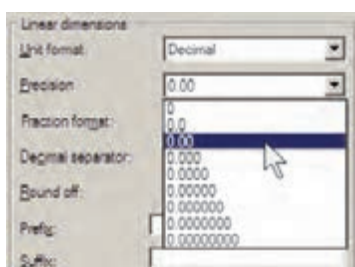 Linear dimensions
Unit format: Decimal
Precision 0.00
Fraction format: 0
0.0
Decimal separator: 0.00
0.000
0.0000
Round off: 0.00000
0.000000
Prefix: 0.0000000
0.00000000
Suffix: